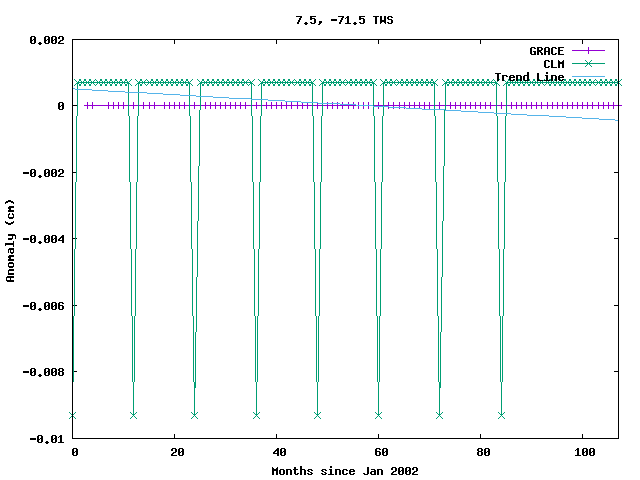 7.5, -71.5 TWS
0.002
GRACE
CLM
Trend Line
0
-0.002
-0.004
Anomaly (cm)
-0.006
-0.008
-0.01
0 20 40 60 80 100
Months since Jan 2002